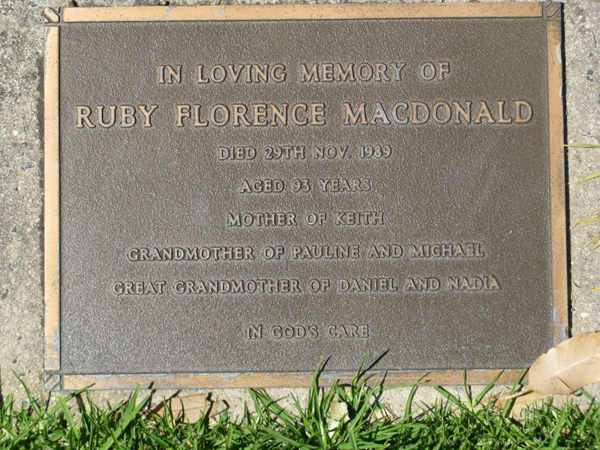 IN LOVING MEMORY OF
RUBY FLORENCE MACDONALD
DIED 29TH NOV. 1989
AGED 93 YEARS
MOTHER OF KEITH
GRANDMOTHER OF PAULINE AND MICHAEL
GREAT GRANDMOTHER OF DANIEL AND NADIA
IN GOD'S CARE